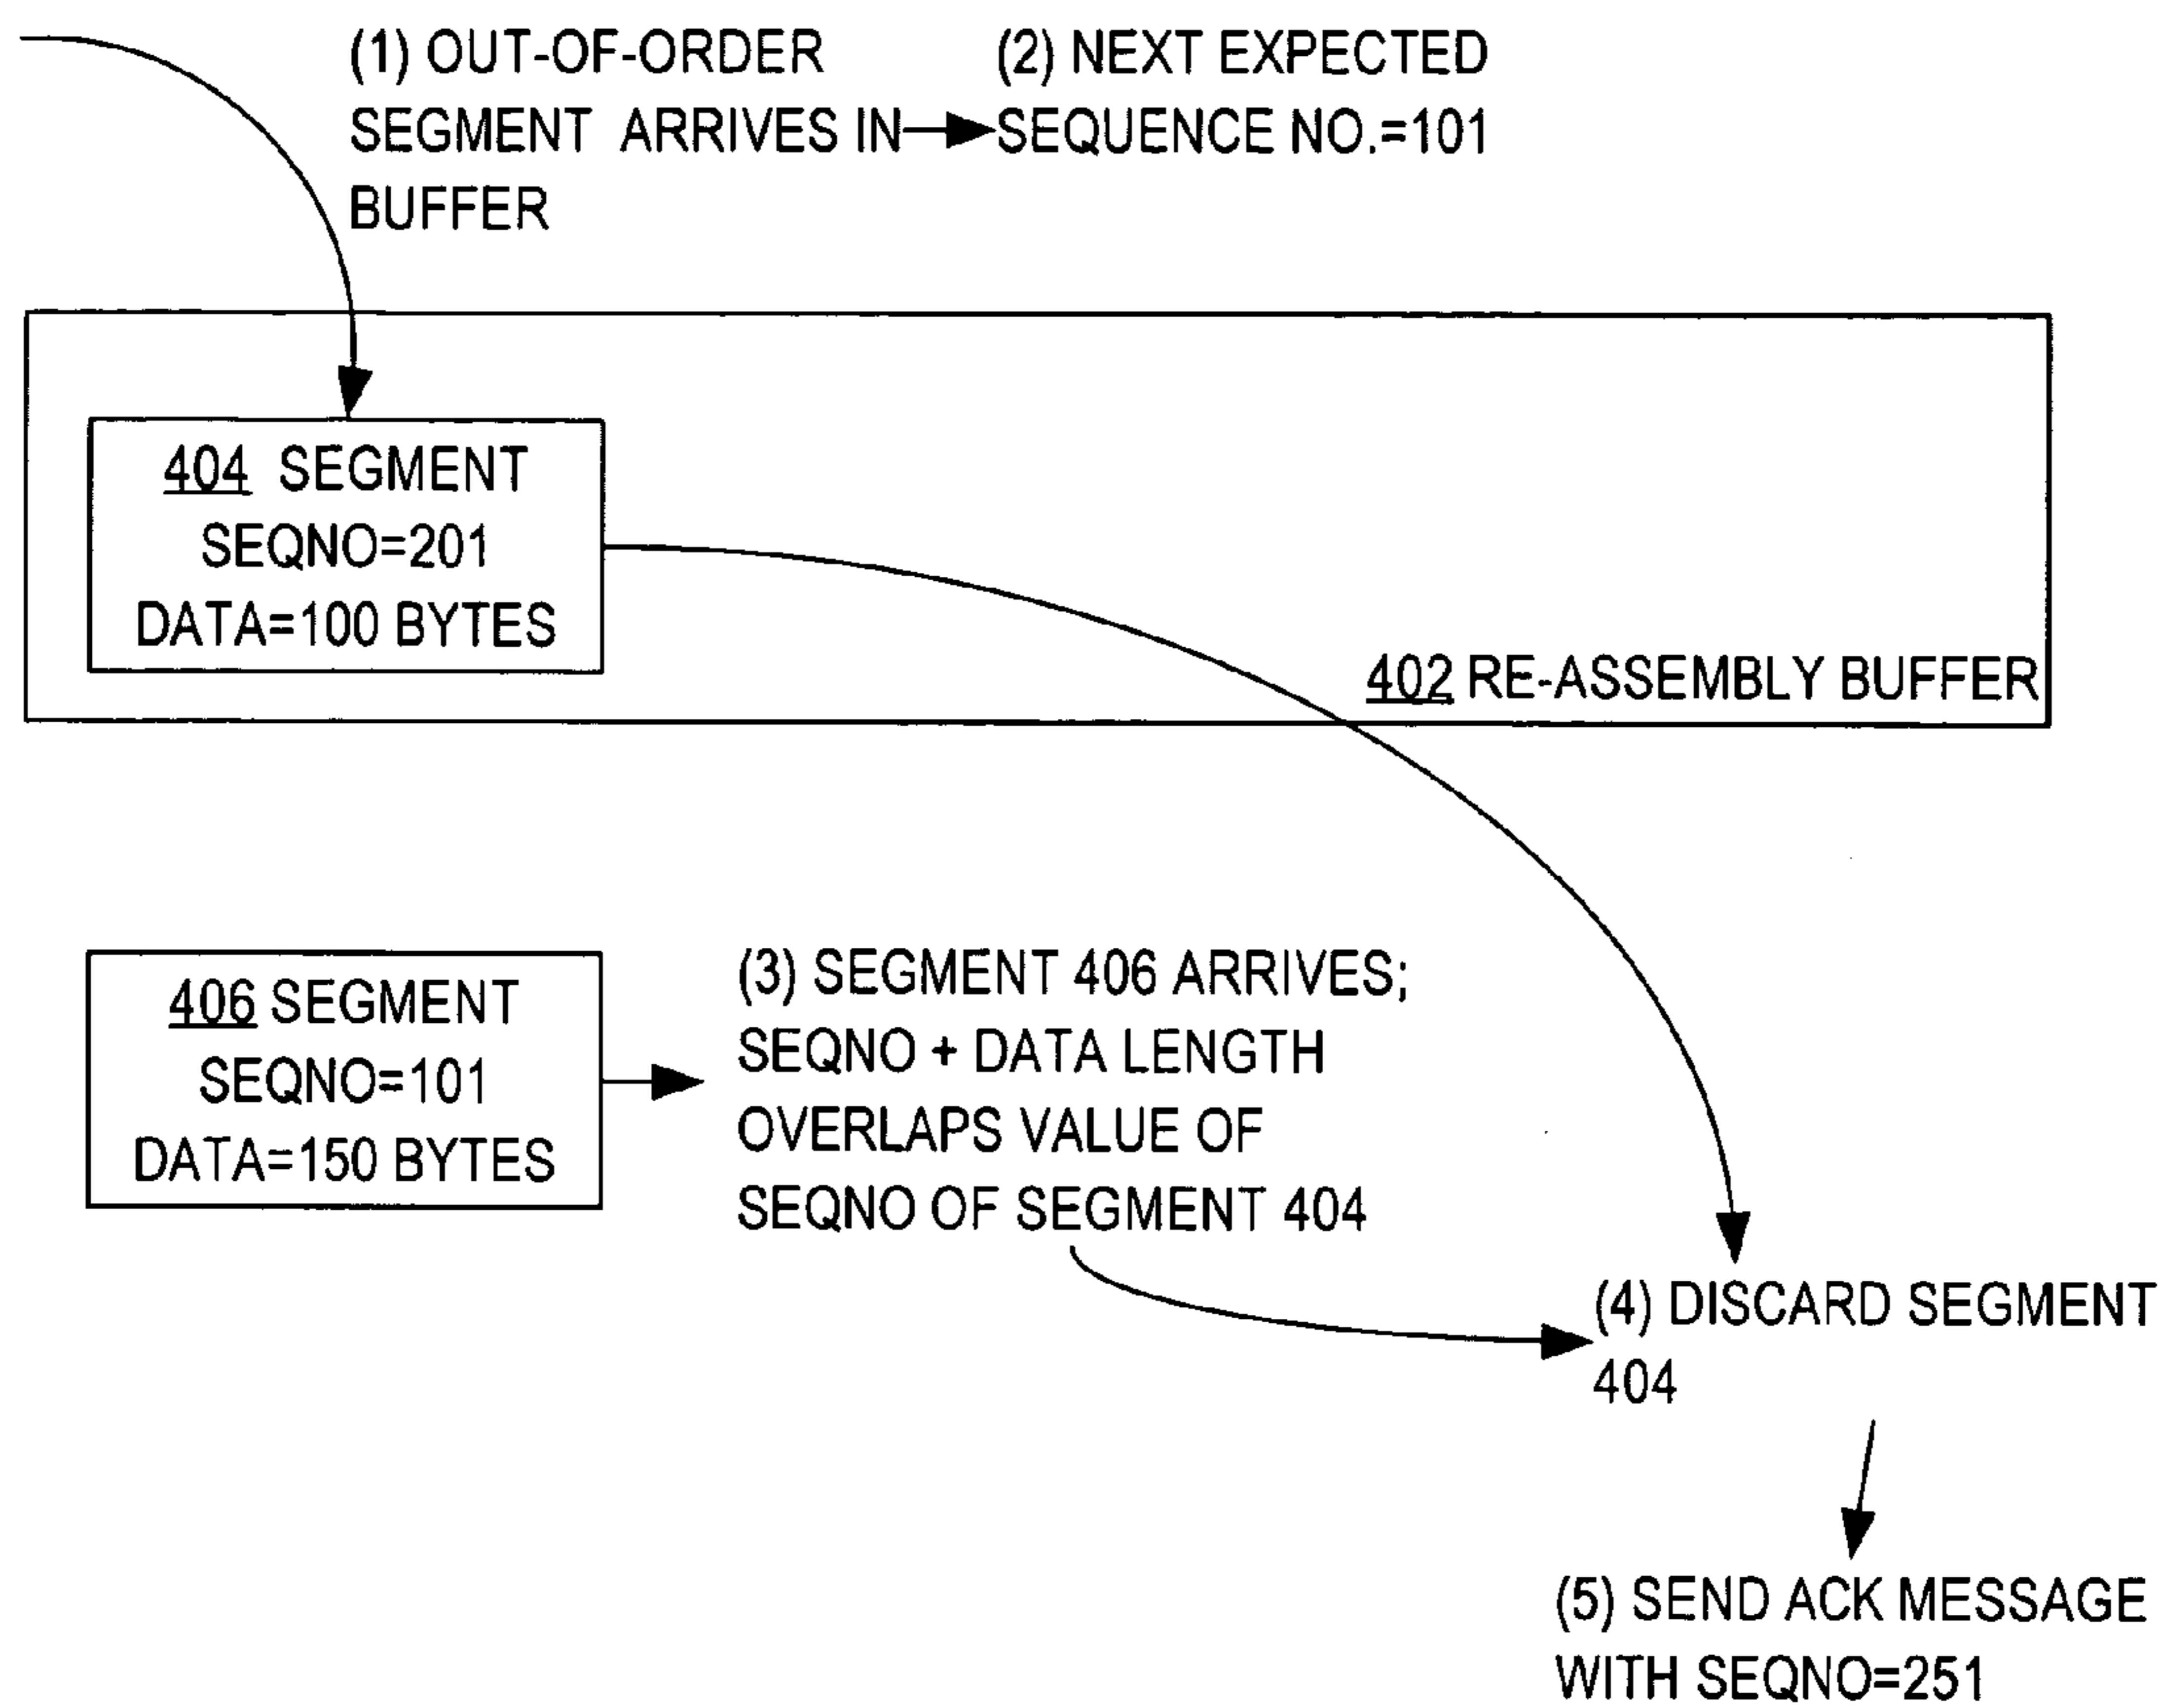 (1) OUT-OF-ORDER
SEGMENT ARRIVES IN
BUFFER
(2) NEXT EXPECTED
SEQUENCE NO.=101
404 SEGMENT
SEQNO=201
DATA=100 BYTES
402 RE-ASSEMBLY BUFFER
406 SEGMENT
SEQNO=101
DATA=150 BYTES
(3) SEGMENT 406 ARRIVES;
SEQNO + DATA LENGTH
OVERLAPS VALUE OF
SEQNO OF SEGMENT 404
(4) DISCARD SEGMENT
404
(5) SEND ACK MESSAGE
WITH SEQNO=251